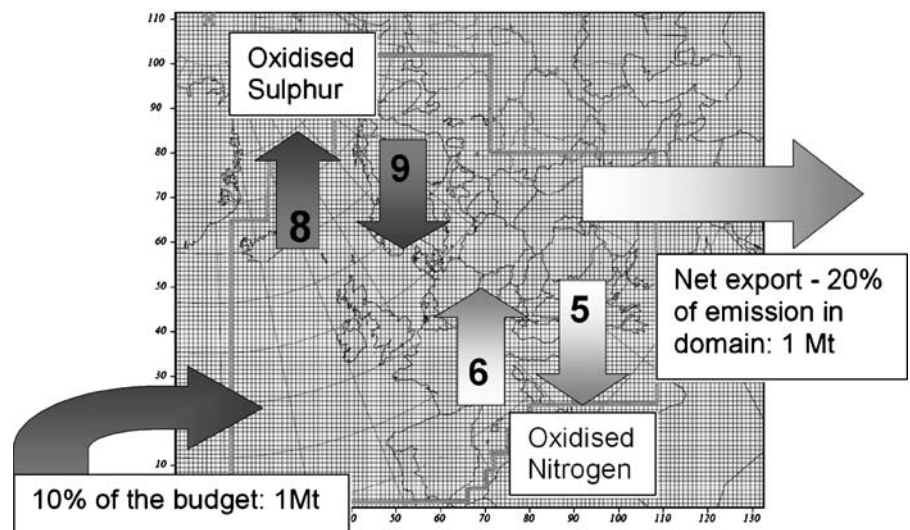 110
100
90
80
70
60
50
40
30
20
10
Oxidised
Sulphur
8
9
6
5
Net export - 20%
of emission in
domain: 1 Mt
Oxidised
Nitrogen
10% of the budget: 1Mt
50 60 70 80 90 100 110 120 130